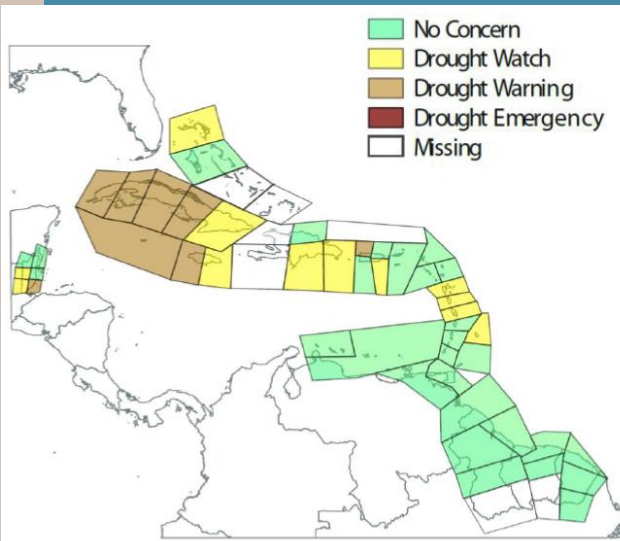 No Concern
Drought Watch
Drought Warning
Drought Emergency
Missing